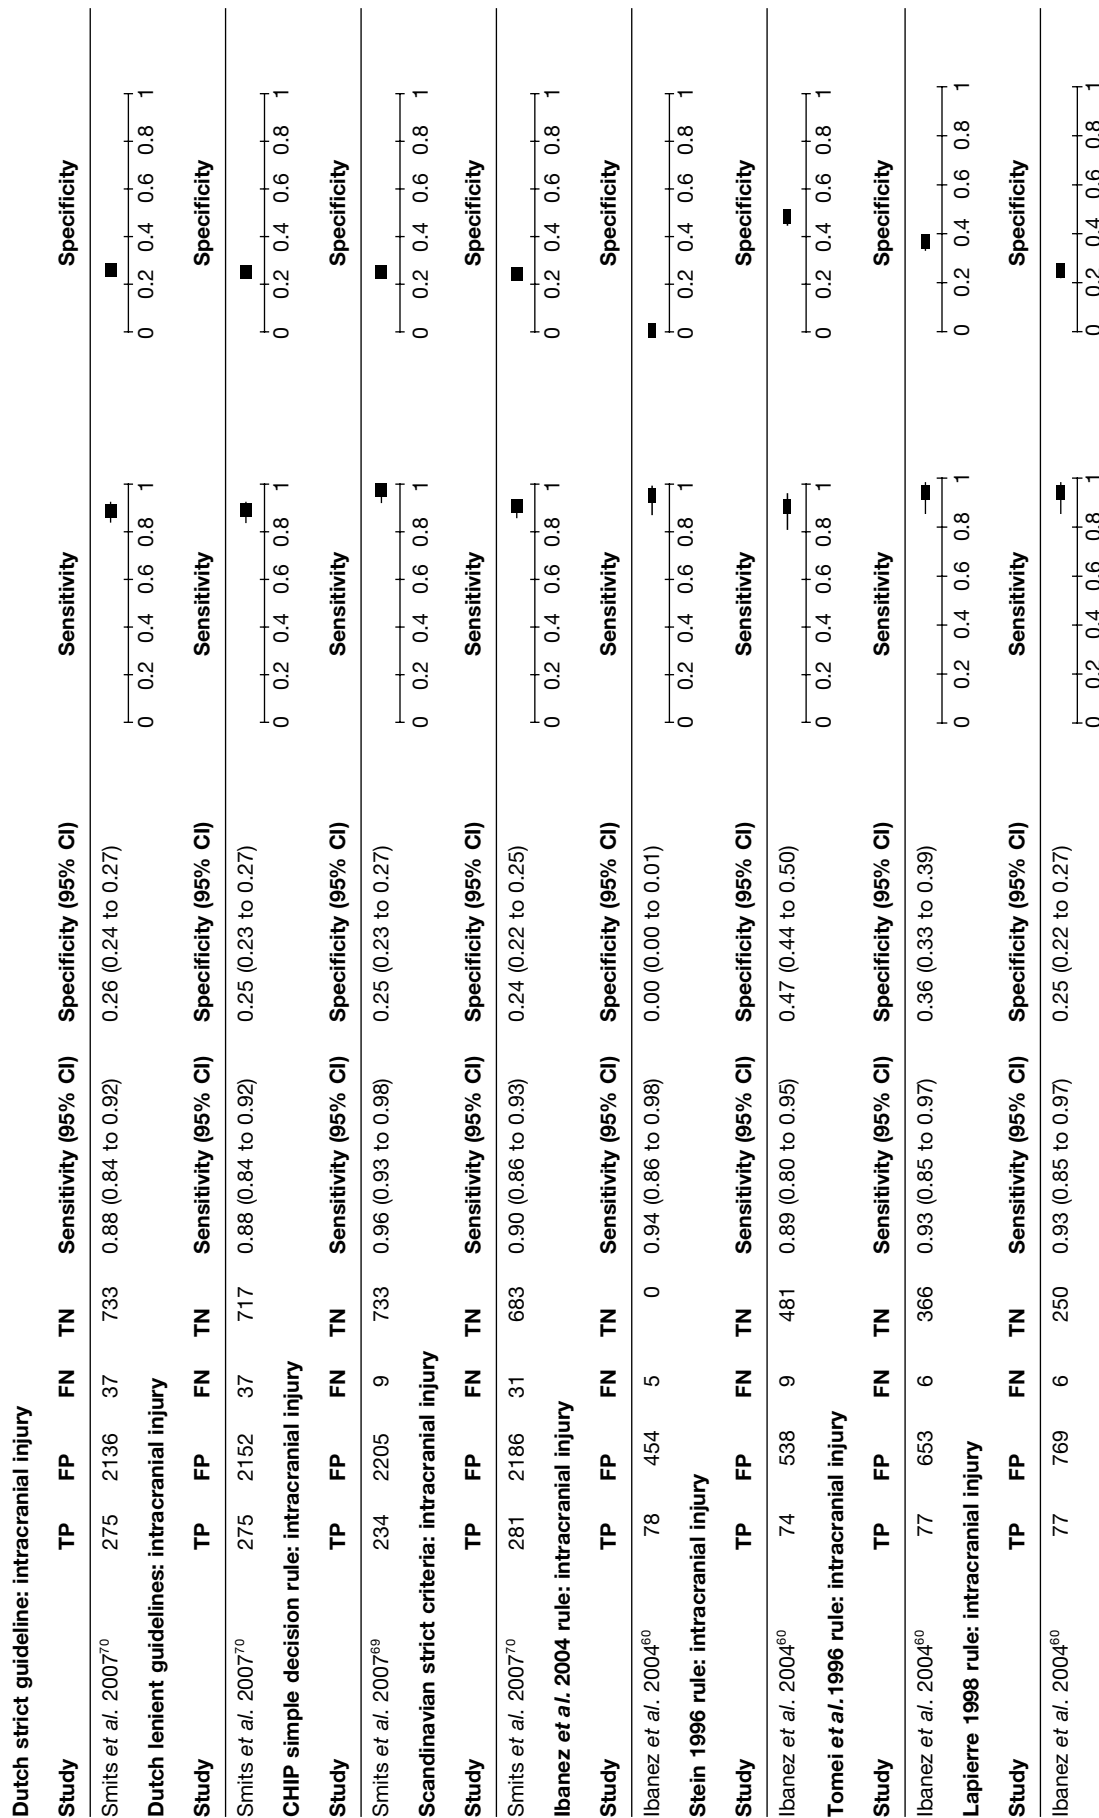 Dutch strict guideline: intracranial injury
Study TP FP FN TN Sensitivity (95% CI) Specificity (95% CI) Sensitivity Specificity
Smits et al. 2007⁷⁰ 275 2136 37 733 0.88 (0.84 to 0.92) 0.26 (0.24 to 0.27)
0 0.2 0.4 0.6 0.8 1 0 0.2 0.4 0.6 0.8 1
Dutch lenient guidelines: intracranial injury
Study TP FP FN TN Sensitivity (95% CI) Specificity (95% CI) Sensitivity Specificity
Smits et al. 2007⁷⁰ 275 2152 37 717 0.88 (0.84 to 0.92) 0.25 (0.23 to 0.27)
0 0.2 0.4 0.6 0.8 1 0 0.2 0.4 0.6 0.8 1
CHIP simple decision rule: intracranial injury
Study TP FP FN TN Sensitivity (95% CI) Specificity (95% CI) Sensitivity Specificity
Smits et al. 2007⁶⁹ 234 2205 9 733 0.96 (0.93 to 0.98) 0.25 (0.23 to 0.27)
0 0.2 0.4 0.6 0.8 1 0 0.2 0.4 0.6 0.8 1
Scandinavian strict criteria: intracranial injury
Study TP FP FN TN Sensitivity (95% CI) Specificity (95% CI) Sensitivity Specificity
Smits et al. 2007⁷⁰ 281 2186 31 683 0.90 (0.86 to 0.93) 0.24 (0.22 to 0.25)
0 0.2 0.4 0.6 0.8 1 0 0.2 0.4 0.6 0.8 1
Ibanez et al. 2004 rule: intracranial injury
Study TP FP FN TN Sensitivity (95% CI) Specificity (95% CI) Sensitivity Specificity
Ibanez et al. 2004⁶⁰ 78 454 5 0 0.94 (0.86 to 0.98) 0.00 (0.00 to 0.01)
0 0.2 0.4 0.6 0.8 1 0 0.2 0.4 0.6 0.8 1
Stein 1996 rule: intracranial injury
Study TP FP FN TN Sensitivity (95% CI) Specificity (95% CI) Sensitivity Specificity
Ibanez et al. 2004⁶⁰ 74 538 9 481 0.89 (0.80 to 0.95) 0.47 (0.44 to 0.50)
0 0.2 0.4 0.6 0.8 1 0 0.2 0.4 0.6 0.8 1
Tomei et al. 1996 rule: intracranial injury
Study TP FP FN TN Sensitivity (95% CI) Specificity (95% CI) Sensitivity Specificity
Ibanez et al. 2004⁶⁰ 77 653 6 366 0.93 (0.85 to 0.97) 0.36 (0.33 to 0.39)
0 0.2 0.4 0.6 0.8 1 0 0.2 0.4 0.6 0.8 1
Lapierre 1998 rule: intracranial injury
Study TP FP FN TN Sensitivity (95% CI) Specificity (95% CI) Sensitivity Specificity
Ibanez et al. 2004⁶⁰ 77 769 6 250 0.93 (0.85 to 0.97) 0.25 (0.22 to 0.27)
0 0.2 0.4 0.6 0.8 1 0 0.2 0.4 0.6 0.8 1